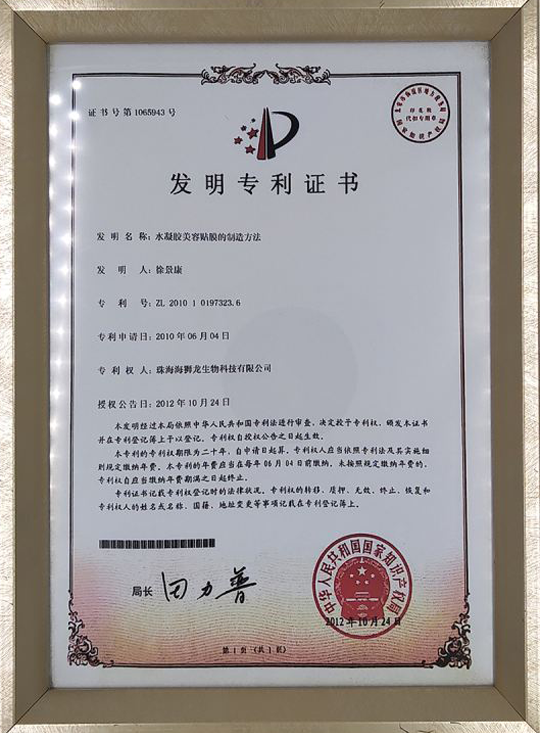 证书号第1065943号
发明专利证书
发明名称：水凝胶美容贴膜的制造方法
发明人：徐景康
专利号：ZL 2010 1 0197323.6
专利申请日：2010年06月04日
专利权人：珠海海狮龙生物科技有限公司
授权公告日：2012年10月24日
本发明经过本局依照中华人民共和国专利法进行审查，决定授予专利权，颁发本证书
并在专利登记簿上予以登记。专利权自授权公告之日起生效。
本专利的专利权期限为二十年，自申请日起算。专利权人应当依照专利法及其实施细
则规定缴纳年费。本专利的年费应当在每年06月04日前缴纳。未按照规定缴纳年费的，
专利权自应当缴纳年费期满之日起终止。
专利证书记载专利权登记时的法律状况。专利权的转移、质押、无效、终止、恢复和
专利权人的姓名或名称、国籍、地址变更等事项记载在专利登记簿上。
局长 田力普
中华人民共和国国家知识产权局
2012年10月24日
第1页（共1页）